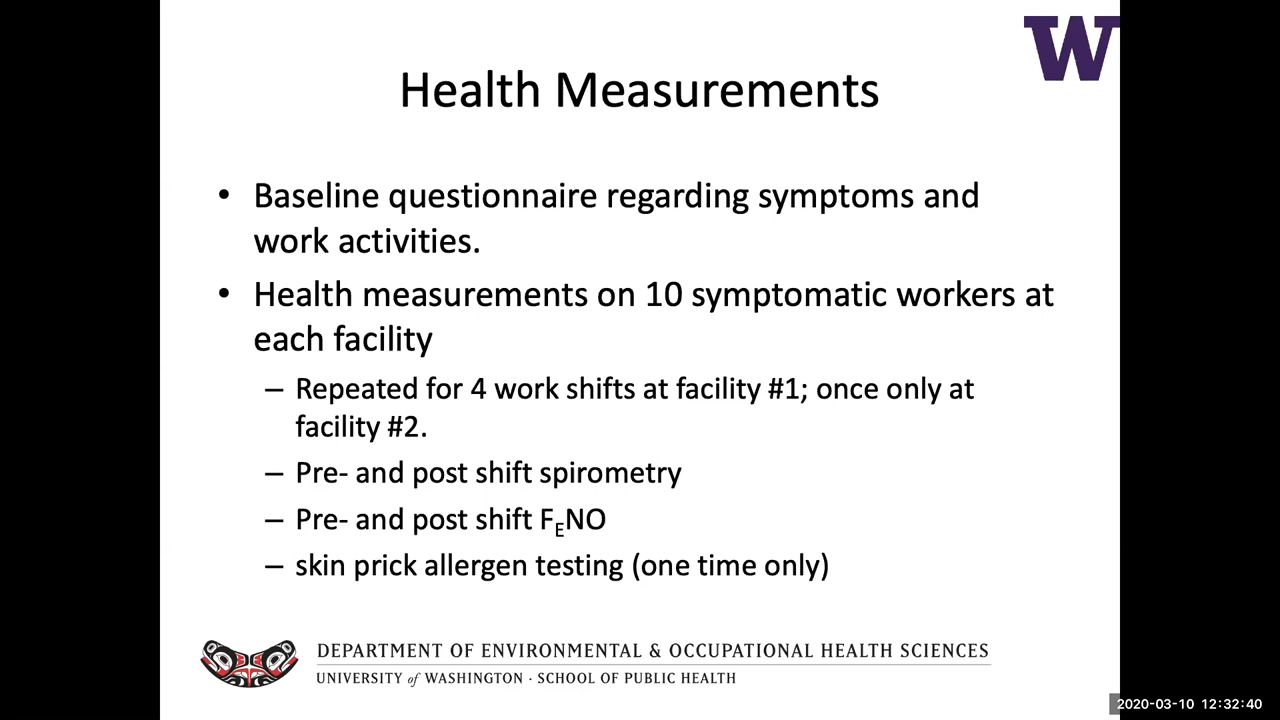 W
Health Measurements
• Baseline questionnaire regarding symptoms and
work activities.
• Health measurements on 10 symptomatic workers at
each facility
– Repeated for 4 work shifts at facility #1; once only at
facility #2.
– Pre- and post shift spirometry
– Pre- and post shift FENO
– skin prick allergen testing (one time only)
DEPARTMENT OF ENVIRONMENTAL & OCCUPATIONAL HEALTH SCIENCES
UNIVERSITY of WASHINGTON · SCHOOL OF PUBLIC HEALTH
2020-03-10 12:32:40